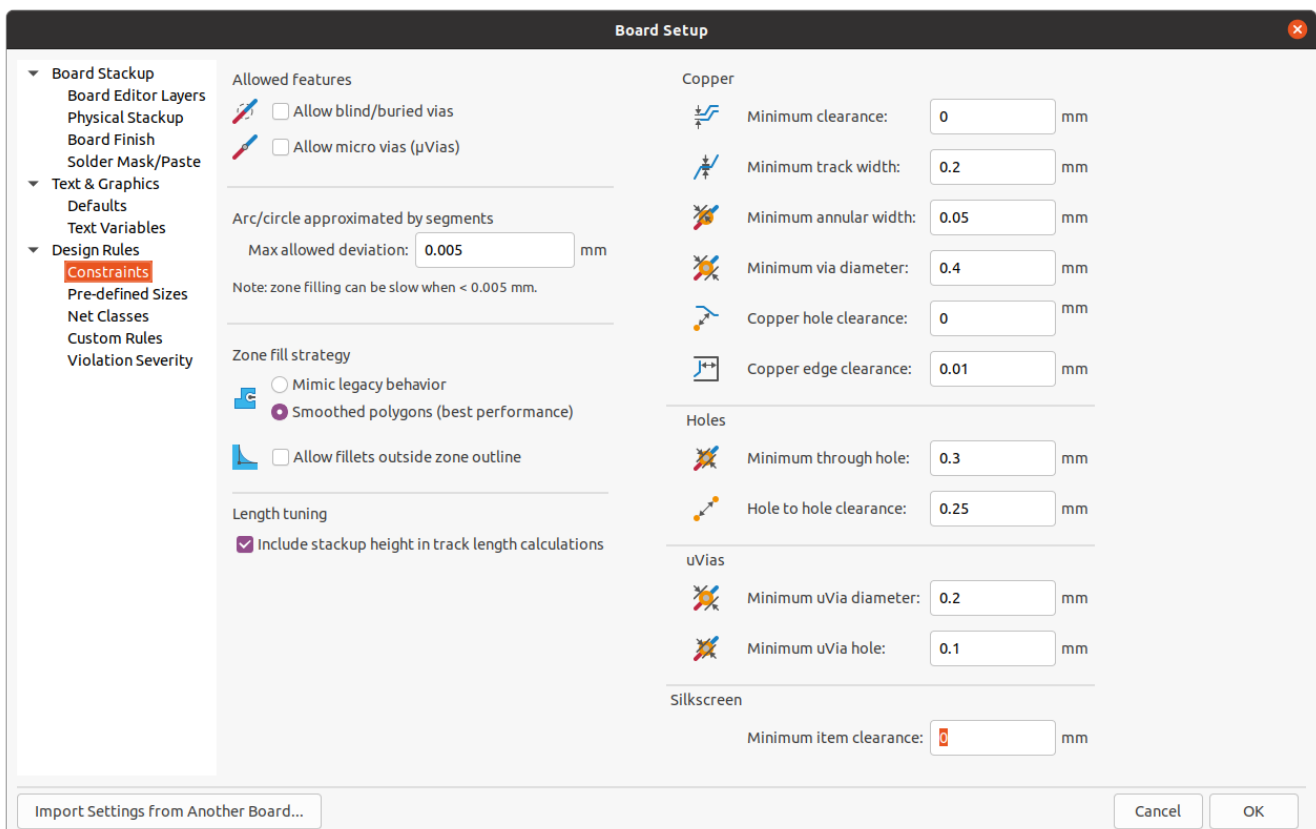 Board Setup
Board Stackup
Board Editor Layers
Physical Stackup
Board Finish
Solder Mask/Paste
Text & Graphics
Defaults
Text Variables
Design Rules
Constraints
Pre-defined Sizes
Net Classes
Custom Rules
Violation Severity
Allowed features
Allow blind/buried vias
Allow micro vias (µVias)
Arc/circle approximated by segments
Max allowed deviation: 0.005 mm
Note: zone filling can be slow when < 0.005 mm.
Zone fill strategy
Mimic legacy behavior
Smoothed polygons (best performance)
Allow fillets outside zone outline
Length tuning
Include stackup height in track length calculations
Copper
Minimum clearance: 0 mm
Minimum track width: 0.2 mm
Minimum annular width: 0.05 mm
Minimum via diameter: 0.4 mm
Copper hole clearance: 0 mm
Copper edge clearance: 0.01 mm
Holes
Minimum through hole: 0.3 mm
Hole to hole clearance: 0.25 mm
uVias
Minimum uVia diameter: 0.2 mm
Minimum uVia hole: 0.1 mm
Silkscreen
Minimum item clearance: 0 mm
Import Settings from Another Board...
Cancel
OK